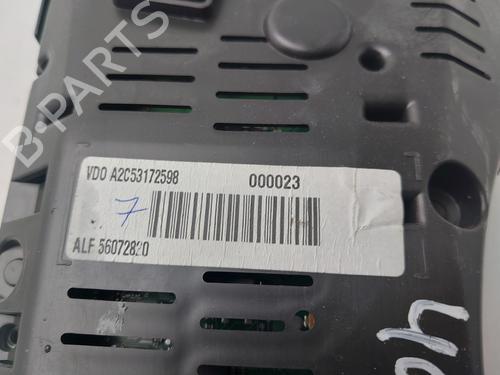 B-PARTS
VDO A2C53172598 000023
7
ALF 56072820